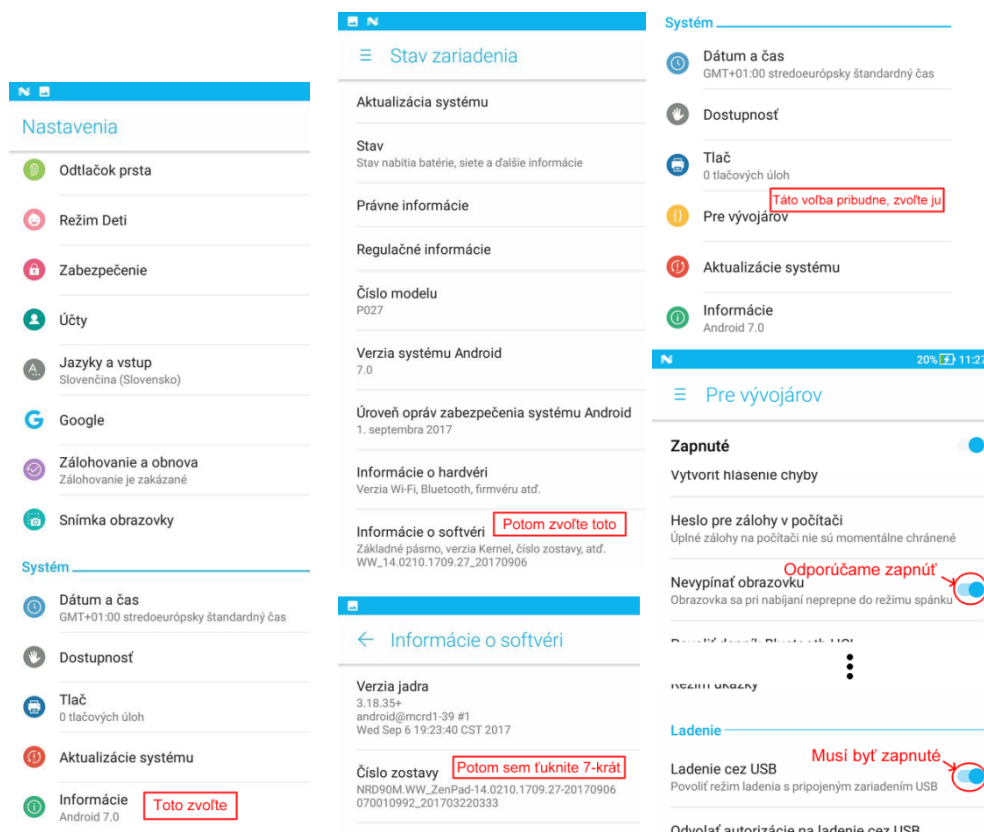 Nastavenia
Odtlačok prsta
Režim Deti
Zabezpečenie
Účty
Jazyky a vstup
Slovenčina (Slovensko)
Google
Zálohovanie a obnova
Zálohovanie je zakázané
Snímka obrazovky
Systém
Dátum a čas
GMT+01:00 stredoeurópsky štandardný čas
Dostupnosť
Tlač
0 tlačových úloh
Aktualizácie systému
Informácie
Android 7.0
Toto zvoľte
Stav zariadenia
Aktualizácia systému
Stav
Stav nabitia batérie, siete a ďalšie informácie
Právne informácie
Regulačné informácie
Číslo modelu
P027
Verzia systému Android
7.0
Úroveň opráv zabezpečenia systému Android
1. septembra 2017
Informácie o hardvéri
Verzia Wi-Fi, Bluetooth, firmvéru atď.
Informácie o softvéri
Potom zvoľte toto
Základné pásmo, verzia Kernel, číslo zostavy, atď.
WW_14.0210.1709.27_20170906
Informácie o softvéri
Verzia jadra
3.18.35+
android@mcrd1-39 #1
Wed Sep 6 19:23:40 CST 2017
Číslo zostavy
Potom sem ťuknite 7-krát
NRD90M.WW_ZenPad-14.0210.1709.27-20170906
070010992_201703220333
Systém
Dátum a čas
GMT+01:00 stredoeurópsky štandardný čas
Dostupnosť
Tlač
0 tlačových úloh
Táto voľba pribudne, zvoľte ju
Pre vývojárov
Aktualizácie systému
Informácie
Android 7.0
20% 11:27
Pre vývojárov
Zapnuté
Vytvoriť hlásenie chyby
Heslo pre zálohy v počítači
Úplné zálohy na počítači nie sú momentálne chránené
Odporúčame zapnúť
Nevypínať obrazovku
Obrazovka sa pri nabíjaní neprepne do režimu spánku
Režim ukážky
Ladenie
Musí byť zapnuté
Ladenie cez USB
Povoliť režim ladenia s pripojeným zariadením USB
Odvolať autorizácie na ladenie cez USB